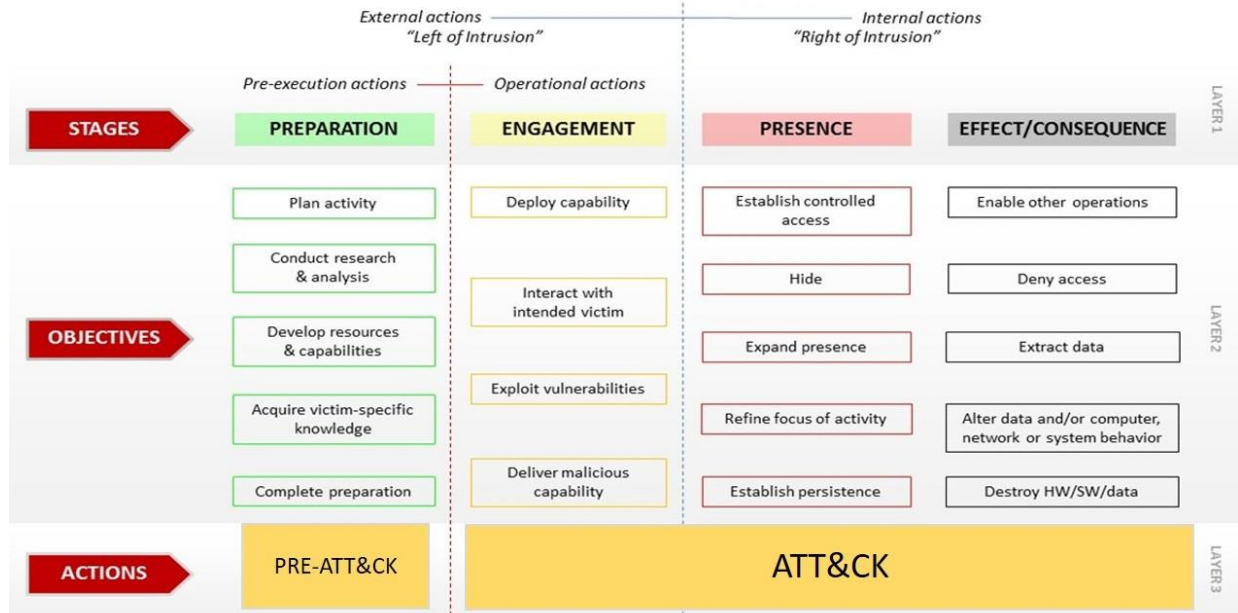 External actions
"Left of Intrusion"
Internal actions
"Right of Intrusion"
Pre-execution actions
Operational actions
LAYER 1
STAGES
PREPARATION
ENGAGEMENT
PRESENCE
EFFECT/CONSEQUENCE
LAYER 2
OBJECTIVES
Plan activity
Conduct research
& analysis
Develop resources
& capabilities
Acquire victim-specific
knowledge
Complete preparation
Deploy capability
Interact with
intended victim
Exploit vulnerabilities
Deliver malicious
capability
Establish controlled
access
Hide
Expand presence
Refine focus of activity
Establish persistence
Enable other operations
Deny access
Extract data
Alter data and/or computer,
network or system behavior
Destroy HW/SW/data
LAYER 3
ACTIONS
PRE-ATT&CK
ATT&CK